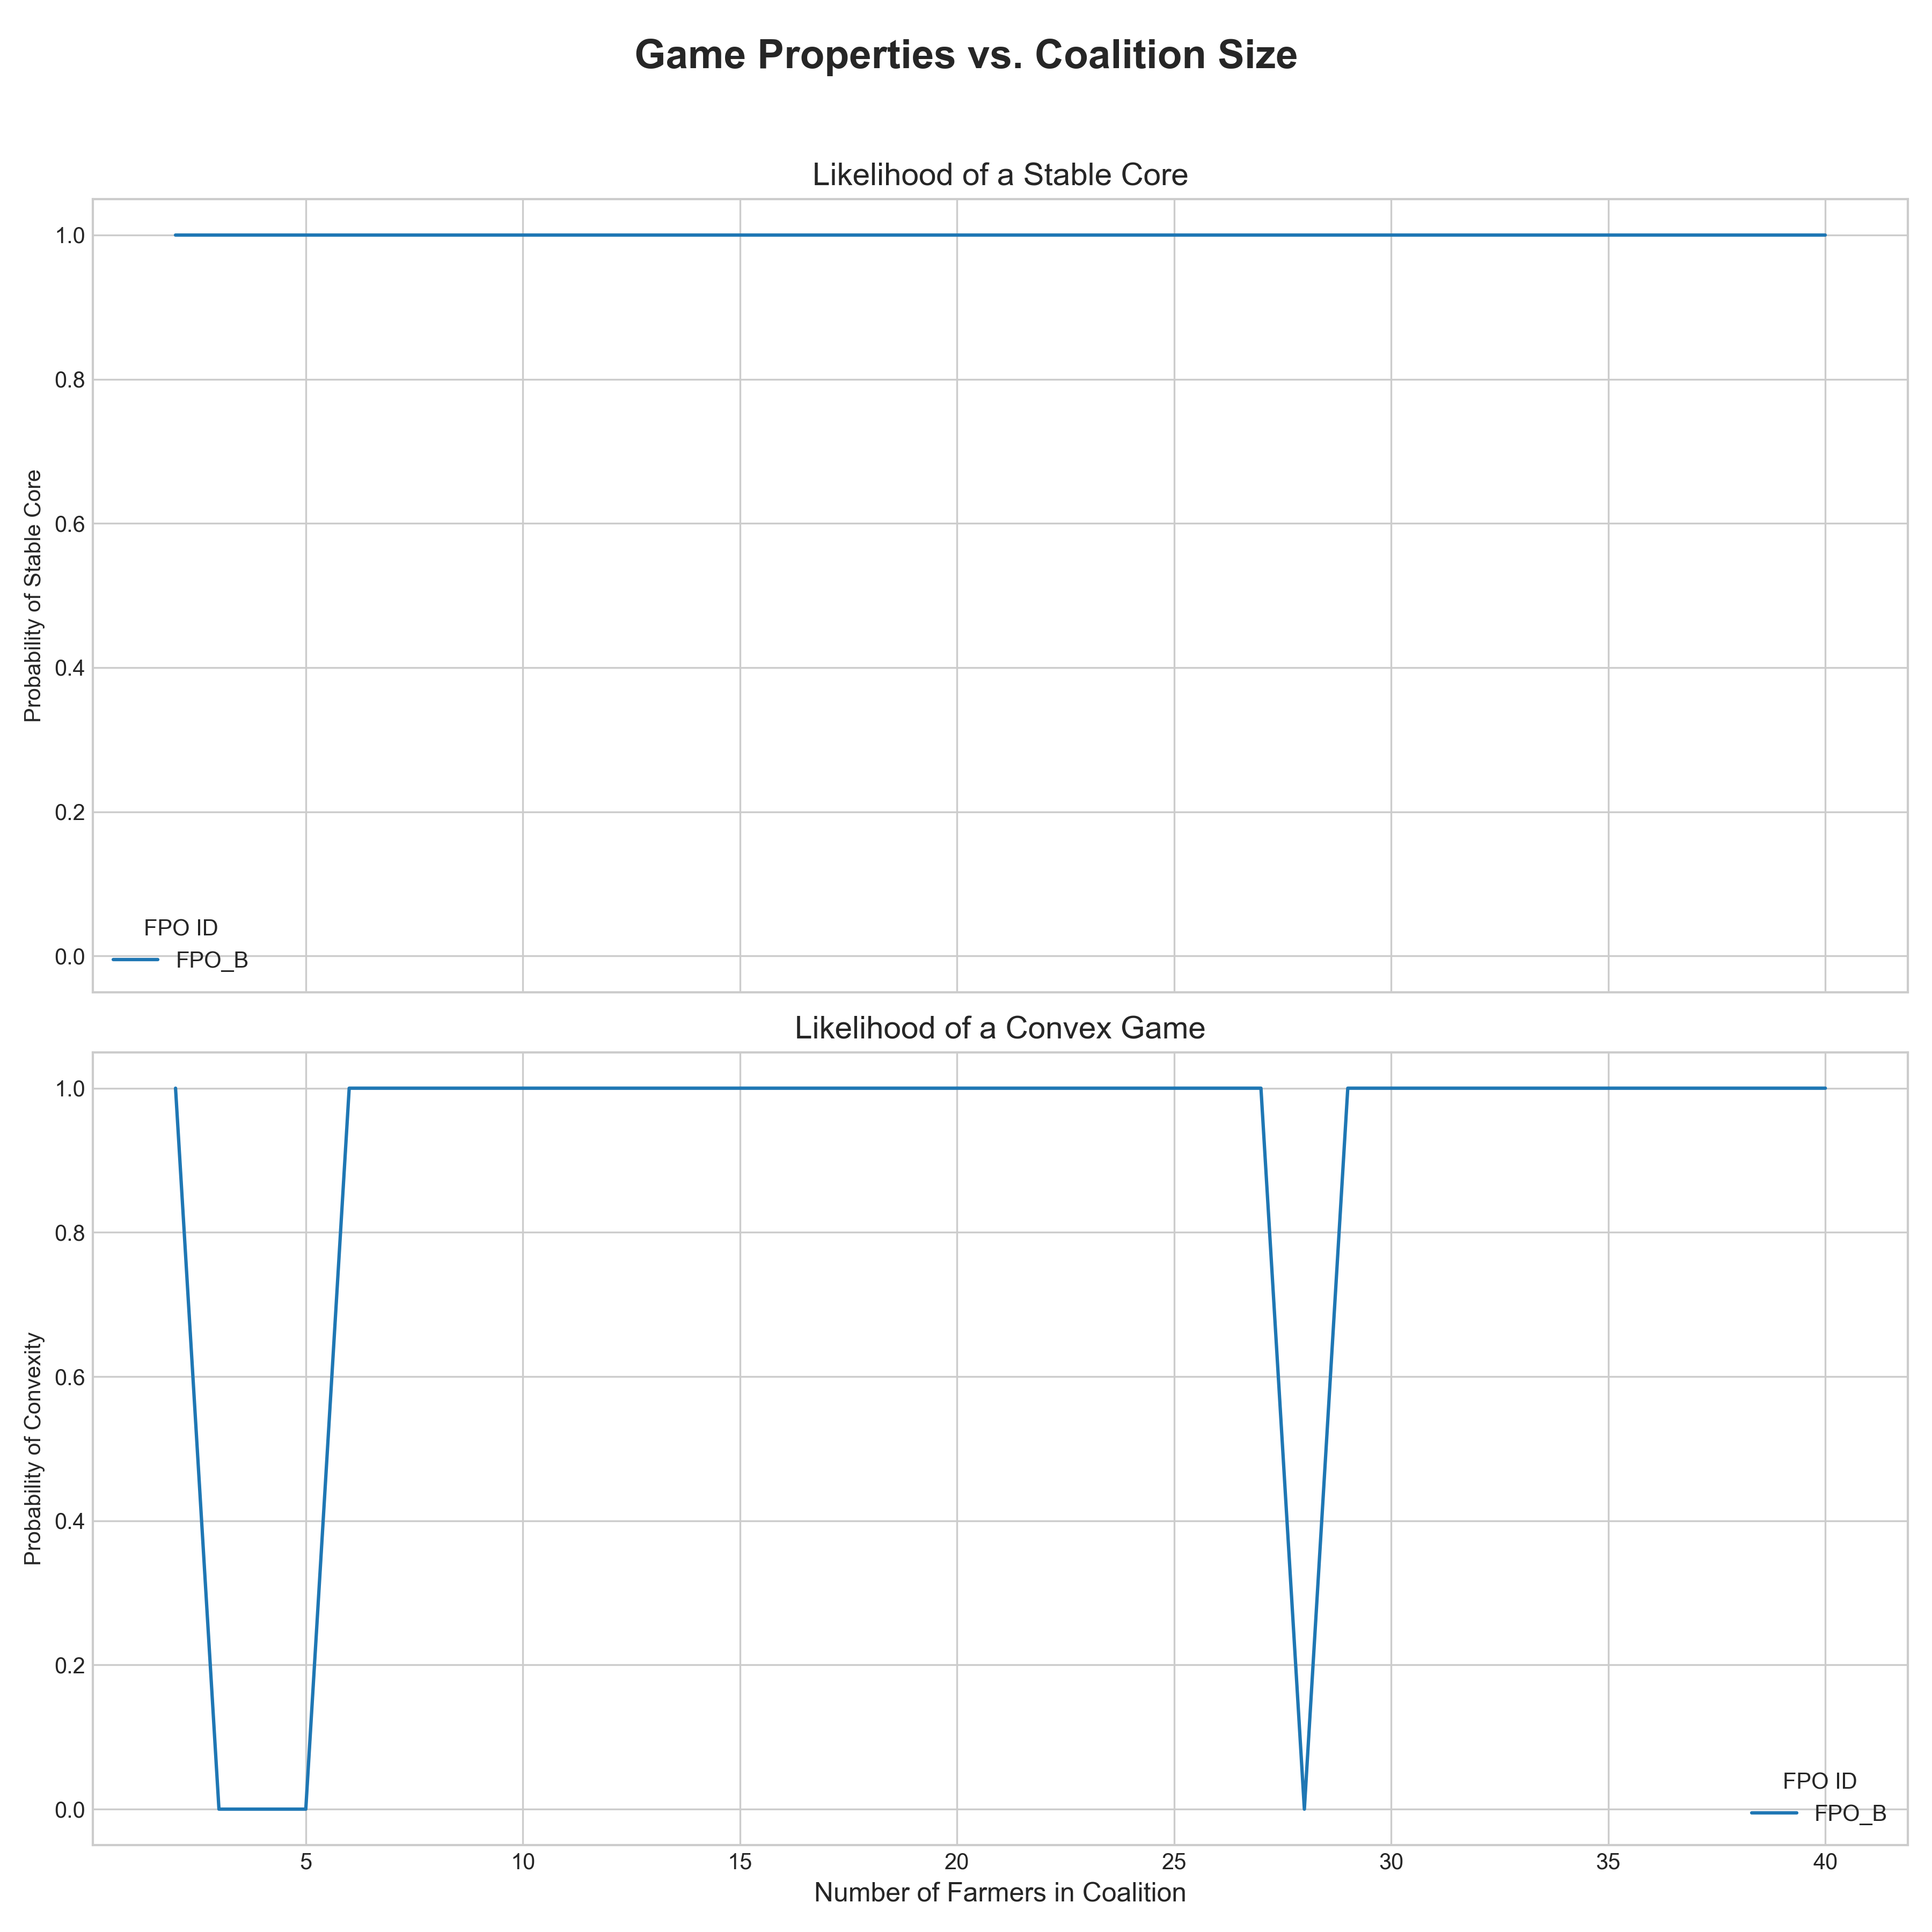 Game Properties vs. Coalition Size
Likelihood of a Stable Core
Probability of Stable Core
1.0
0.8
0.6
0.4
0.2
0.0
FPO ID
FPO_B
Likelihood of a Convex Game
Probability of Convexity
1.0
0.8
0.6
0.4
0.2
0.0
FPO ID
FPO_B
5 10 15 20 25 30 35 40
Number of Farmers in Coalition